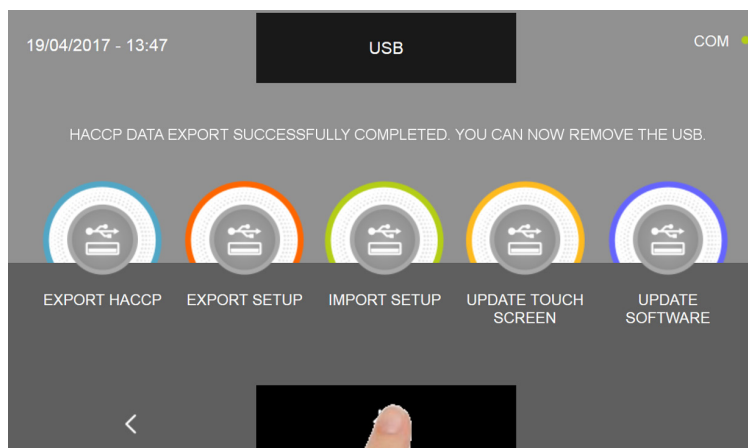 19/04/2017 - 13:47
USB
COM
HACCP DATA EXPORT SUCCESSFULLY COMPLETED. YOU CAN NOW REMOVE THE USB.
EXPORT HACCP
EXPORT SETUP
IMPORT SETUP
UPDATE TOUCH
SCREEN
UPDATE
SOFTWARE